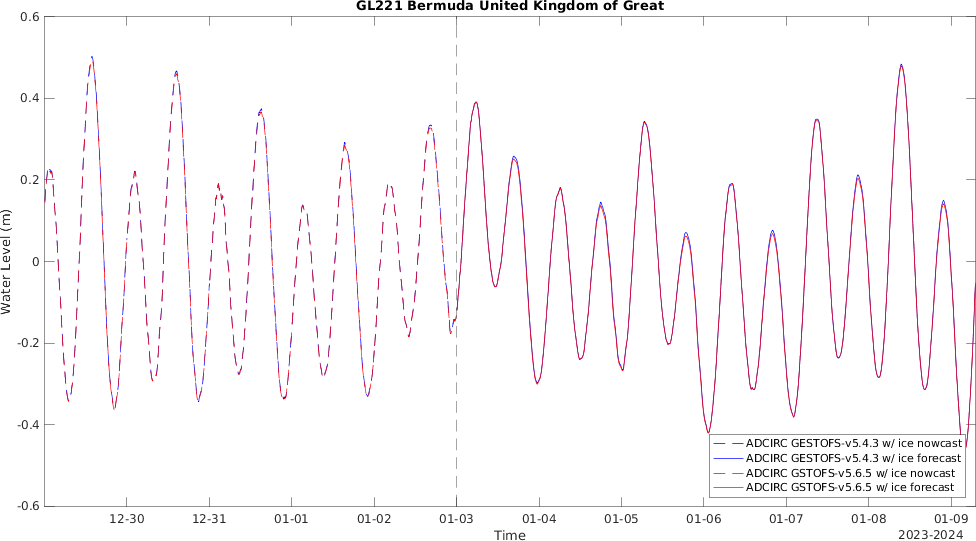 GL221 Bermuda United Kingdom of Great
0.6
0.4
0.2
0
-0.2
-0.4
-0.6
Water Level (m)
ADCIRC GESTOFS-v5.4.3 w/ ice nowcast
ADCIRC GESTOFS-v5.4.3 w/ ice forecast
ADCIRC GSTOFS-v5.6.5 w/ ice nowcast
ADCIRC GSTOFS-v5.6.5 w/ ice forecast
12-30 12-31 01-01 01-02 01-03 01-04 01-05 01-06 01-07 01-08 01-09
Time
2023-2024